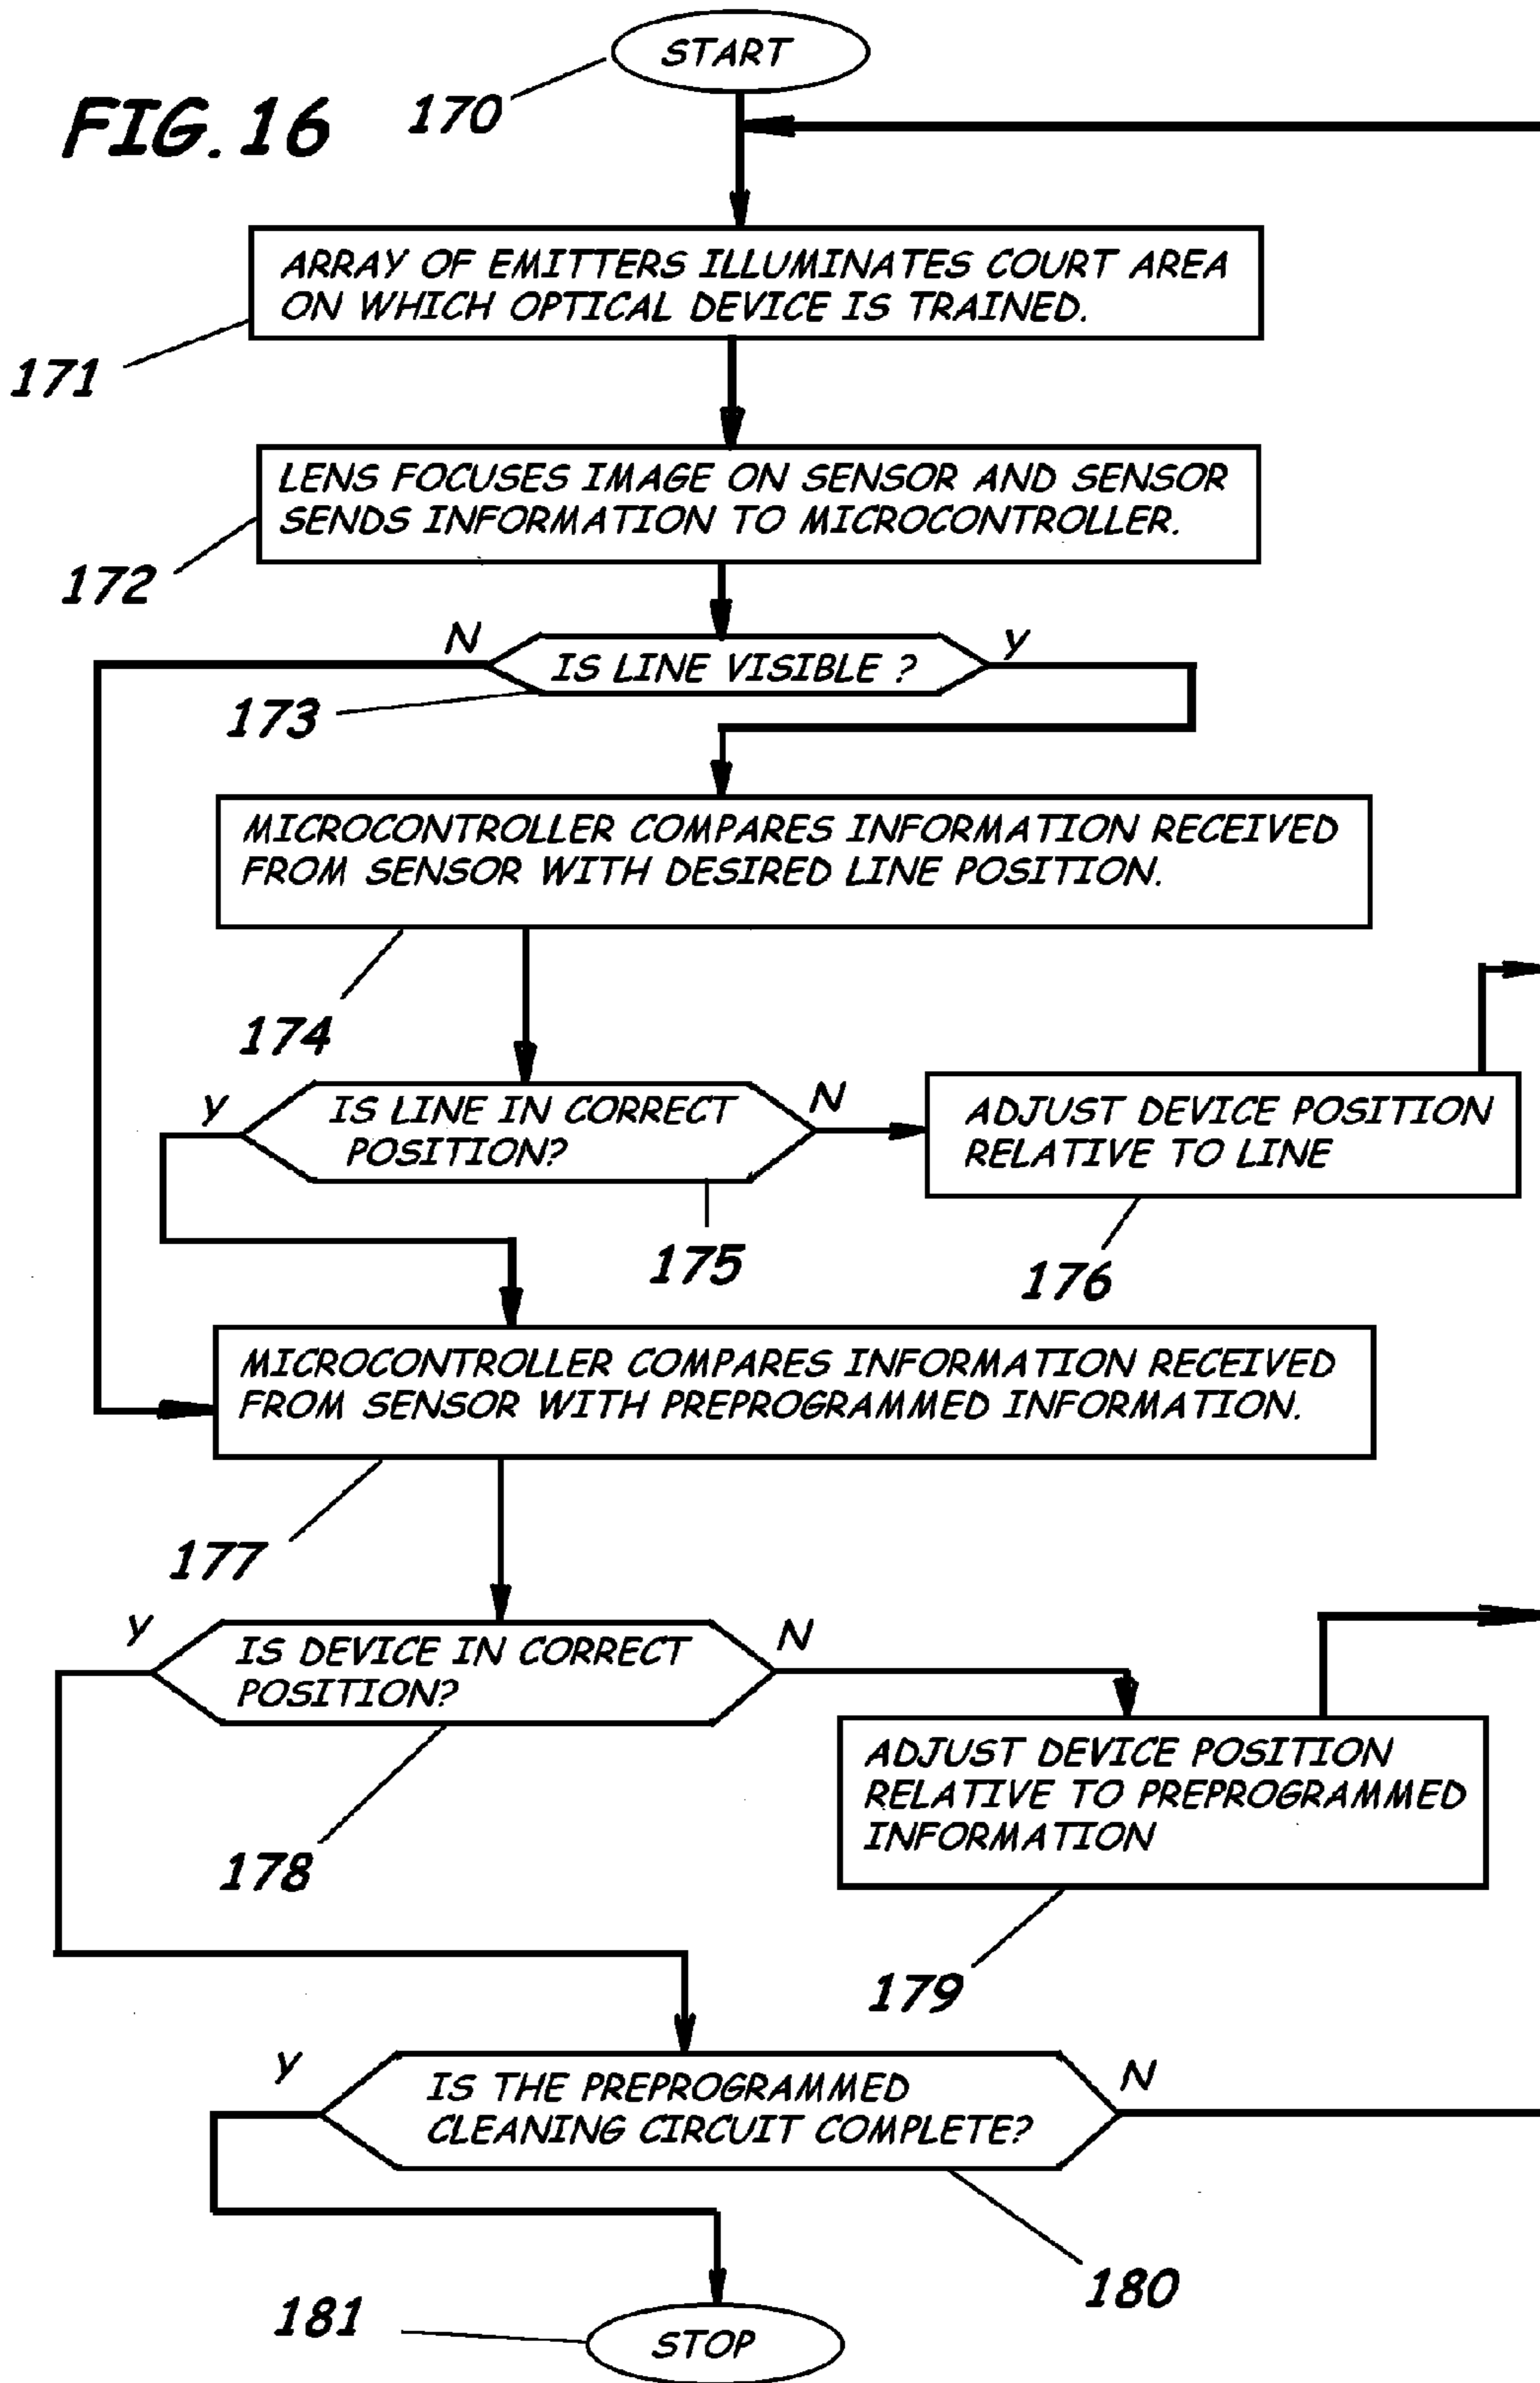 START
170
FIG. 16
ARRAY OF EMITTERS ILLUMINATES COURT AREA
ON WHICH OPTICAL DEVICE IS TRAINED.
171
LENS FOCUSES IMAGE ON SENSOR AND SENSOR
SENDS INFORMATION TO MICROCONTROLLER.
172
N
IS LINE VISIBLE ?
Y
173
MICROCONTROLLER COMPARES INFORMATION RECEIVED
FROM SENSOR WITH DESIRED LINE POSITION.
174
Y
IS LINE IN CORRECT
POSITION?
N
ADJUST DEVICE POSITION
RELATIVE TO LINE
175
176
MICROCONTROLLER COMPARES INFORMATION RECEIVED
FROM SENSOR WITH PREPROGRAMMED INFORMATION.
177
Y
IS DEVICE IN CORRECT
POSITION?
N
ADJUST DEVICE POSITION
RELATIVE TO PREPROGRAMMED
INFORMATION
178
179
Y
IS THE PREPROGRAMMED
CLEANING CIRCUIT COMPLETE?
N
180
181
STOP